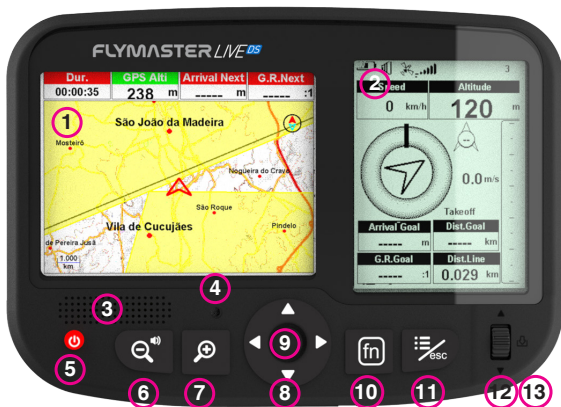 FLYMASTER LIVE DS
Dur. GPS Alti Arrival Next G.R.Next
00:00:35 238 m ----- m ----- :1
1
São João da Madeira
Mosteirô
Nogueira do Cravo
São Roque
Vila de Cucujães
Pindelo
de Pereira Jusã
1.000
km
2
3
Speed Altitude
0 km/h 120 m
--
0.0 m/s
Takeoff
Arrival Goal Dist.Goal
----- m ----- km
G.R.Goal Dist.Line
----- :1 0.029 km
3
4
5
6
7
8
9
fn
10
esc
11
12 13